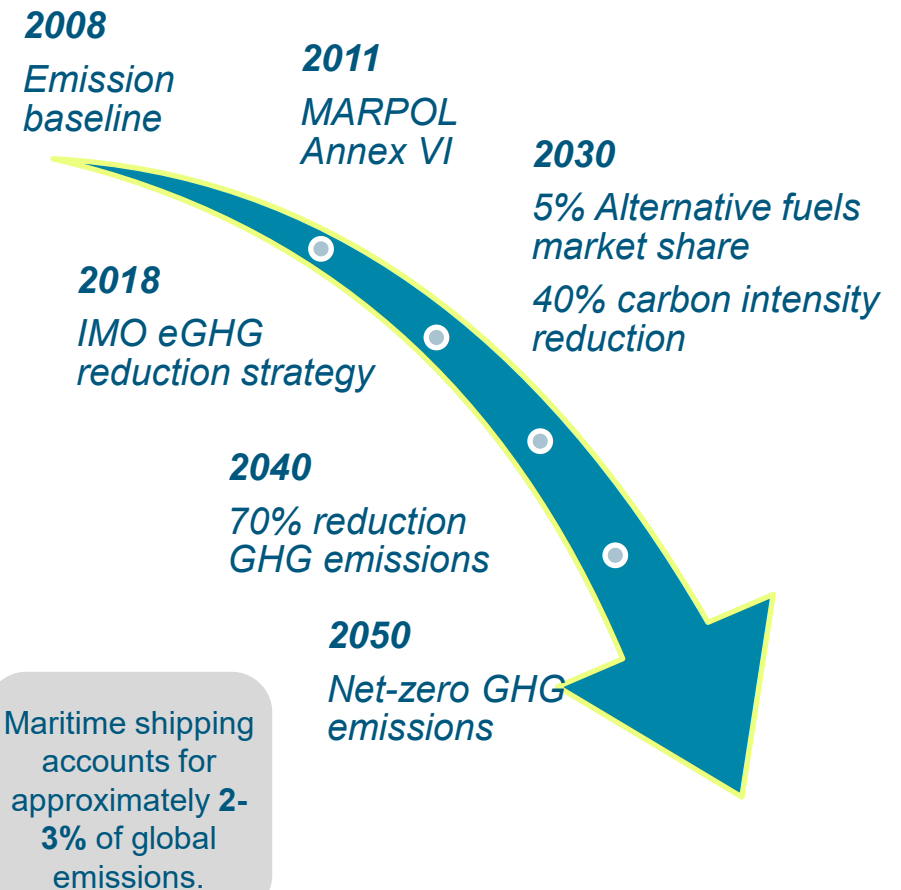 2008
Emission
baseline
2011
MARPOL
Annex VI
2018
IMO eGHG
reduction strategy
2030
5% Alternative fuels
market share
40% carbon intensity
reduction
2040
70% reduction
GHG emissions
2050
Net-zero GHG
emissions
Maritime shipping
accounts for
approximately 2-
3% of global
emissions.